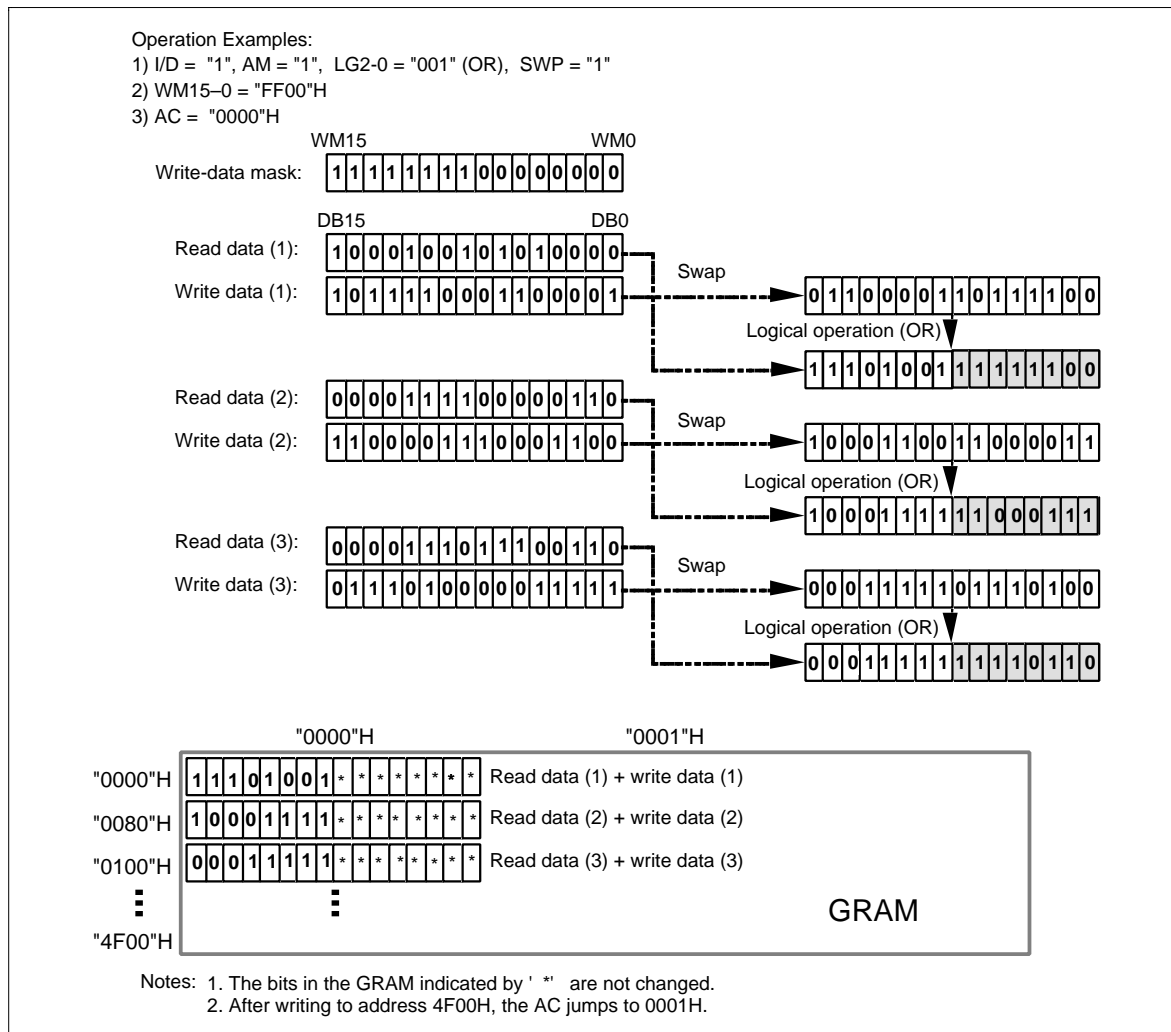 Operation Examples:
1) I/D = "1", AM = "1", LG2-0 = "001" (OR), SWP = "1"
2) WM15–0 = "FF00"H
3) AC = "0000"H
WM15 WM0
Write-data mask: 1 1 1 1 1 1 1 1 0 0 0 0 0 0 0 0
DB15 DB0
Read data (1): 1 0 0 0 1 0 0 1 0 1 0 1 0 0 0 0
Swap
Write data (1): 1 0 1 1 1 1 0 0 0 1 1 0 0 0 0 1 0 1 1 0 0 0 0 1 1 0 1 1 1 1 0 0
Logical operation (OR)
1 1 1 0 1 0 0 1 1 1 1 1 1 1 0 0
Read data (2): 0 0 0 0 1 1 1 1 0 0 0 0 0 1 1 0
Swap
Write data (2): 1 1 0 0 0 0 1 1 1 0 0 0 1 1 0 0 1 0 0 0 1 1 0 0 1 1 0 0 0 0 1 1
Logical operation (OR)
1 0 0 0 1 1 1 1 1 1 0 0 0 1 1 1
Read data (3): 0 0 0 0 1 1 1 0 1 1 1 0 0 1 1 0
Swap
Write data (3): 0 1 1 1 0 1 0 0 0 0 0 1 1 1 1 1 0 0 0 1 1 1 1 1 0 1 1 1 0 1 0 0
Logical operation (OR)
0 0 0 1 1 1 1 1 1 1 1 1 0 1 1 0
"0000"H "0001"H
"0000"H 1 1 1 0 1 0 0 1 * * * * * * * * Read data (1) + write data (1)
"0080"H 1 0 0 0 1 1 1 1 * * * * * * * * Read data (2) + write data (2)
"0100"H 0 0 0 1 1 1 1 1 * * * * * * * * Read data (3) + write data (3)
GRAM
"4F00"H
Notes: 1. The bits in the GRAM indicated by ' *' are not changed.
2. After writing to address 4F00H, the AC jumps to 0001H.